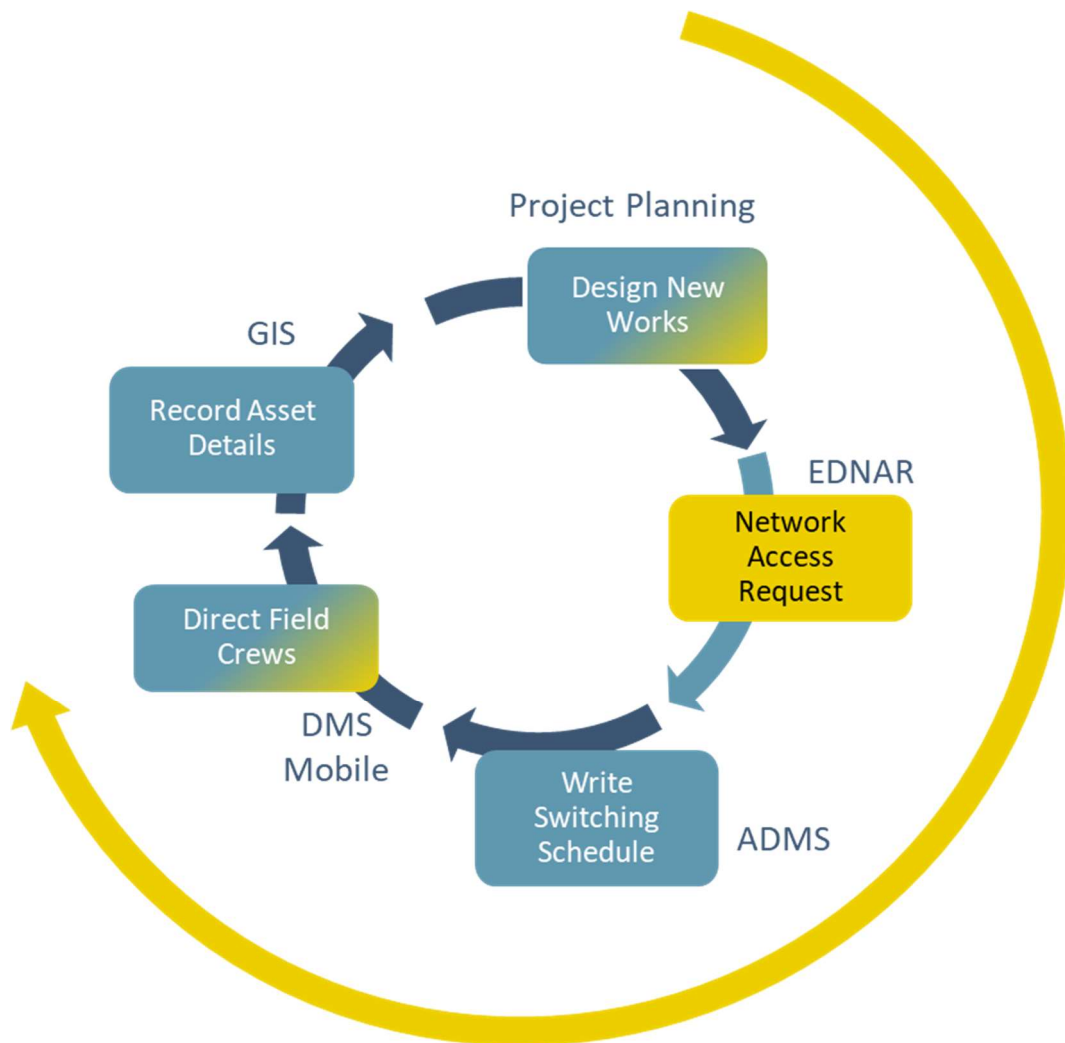 Project Planning
Design New
Works
GIS
Record Asset
Details
EDNAR
Network
Access
Request
Direct Field
Crews
DMS
Mobile
Write
Switching
Schedule
ADMS